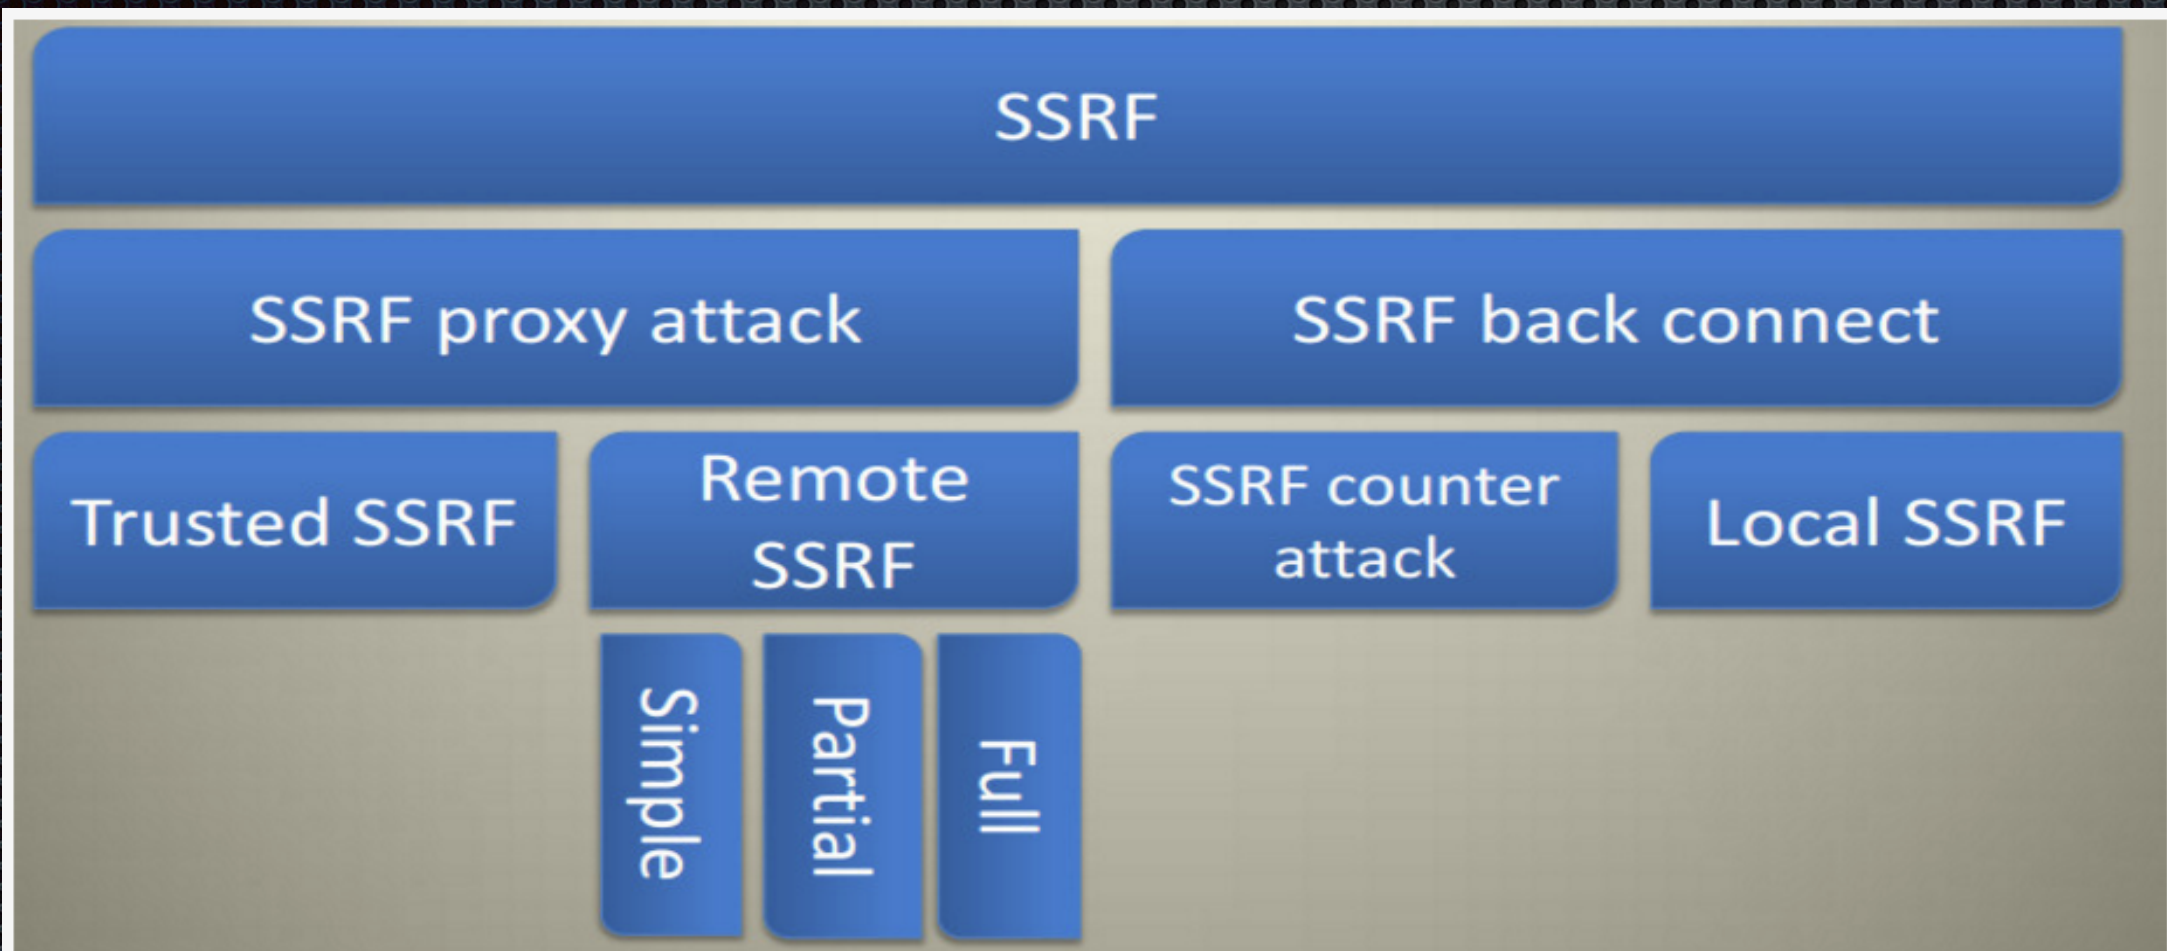 SSRF
SSRF proxy attack
SSRF back connect
Trusted SSRF
Remote
SSRF
SSRF counter
attack
Local SSRF
Simple
Partial
Full